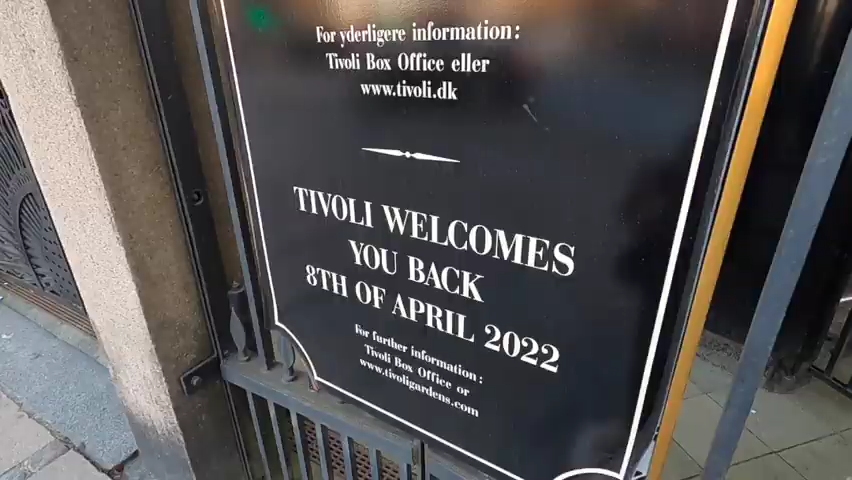 For yderligere information:
Tivoli Box Office eller
www.tivoli.dk
TIVOLI WELCOMES
YOU BACK
8TH OF APRIL 2022
For further information:
Tivoli Box Office or
www.tivoligardens.com